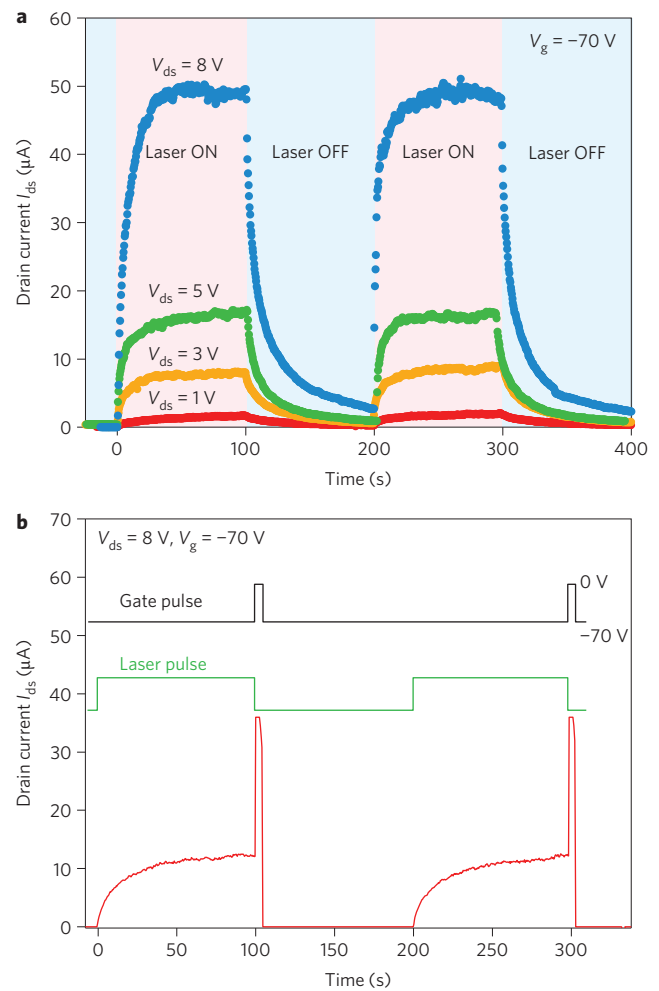 a
V_g = −70 V
V_ds = 8 V
Laser ON
Laser OFF
Laser ON
Laser OFF
V_ds = 5 V
V_ds = 3 V
V_ds = 1 V
60
50
40
30
20
10
0
Drain current I_ds (µA)
0 100 200 300 400
Time (s)
b
V_ds = 8 V, V_g = −70 V
Gate pulse
0 V
−70 V
Laser pulse
70
60
50
40
30
20
10
0
Drain current I_ds (µA)
0 50 100 150 200 250 300
Time (s)